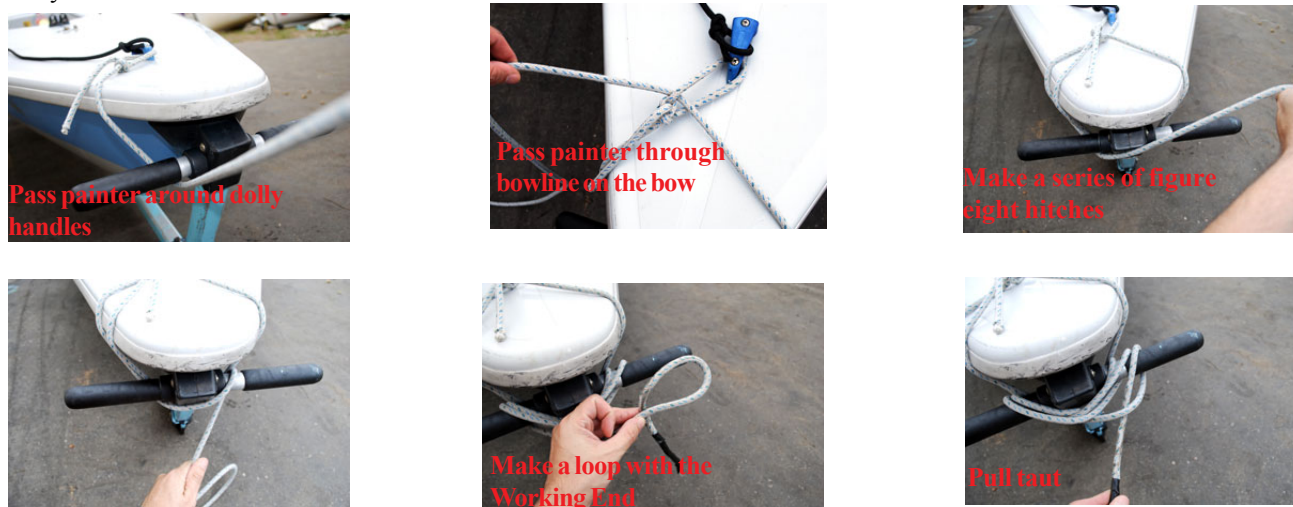 Pass painter around dolly
handles
Pass painter through
bowline on the bow
Make a series of figure
eight hitches
Make a loop with the
Working End
Pull taut